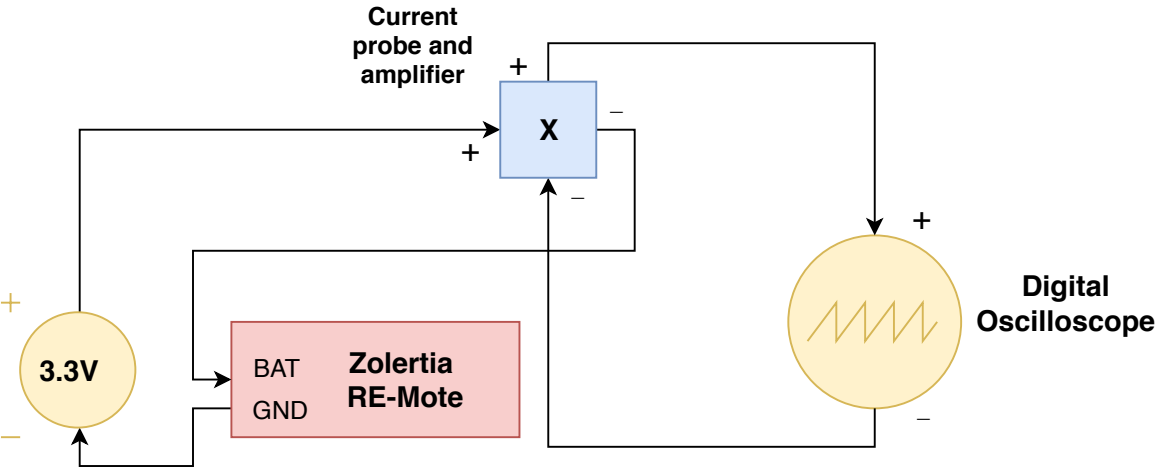 Current
probe and
amplifier
+
X
−
+
−
+
Digital
Oscilloscope
+
3.3V
−
BAT
GND
Zolertia
RE-Mote
−